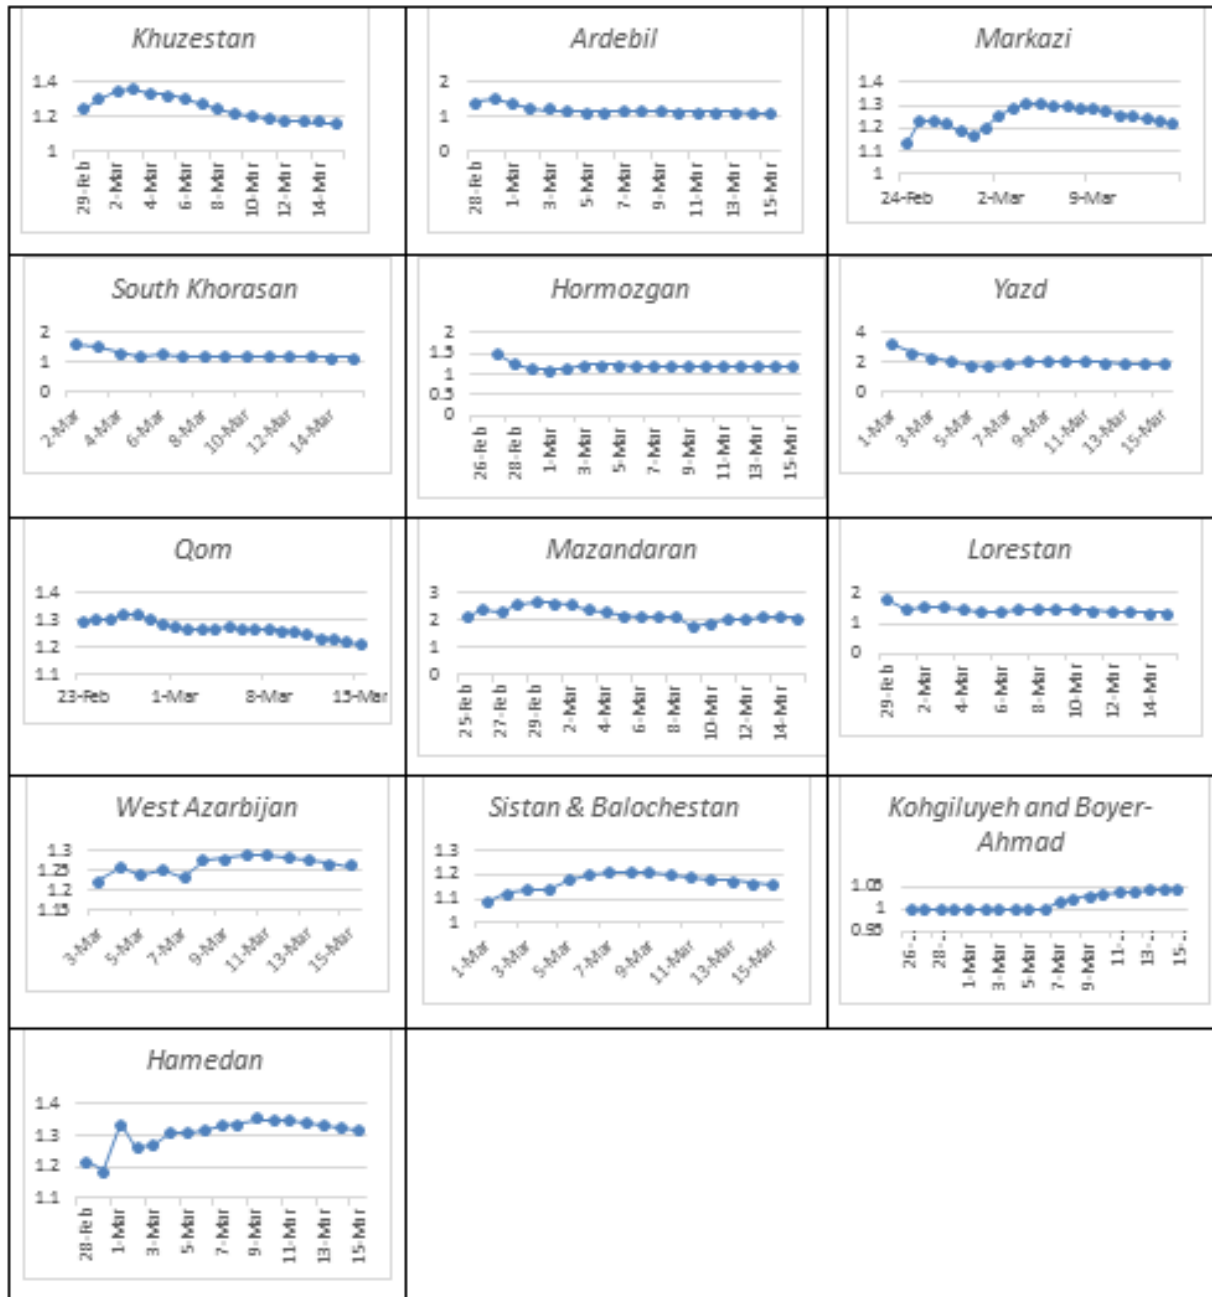 Khuzestan
1.4
1.2
1
29-Feb
2-Mar
4-Mar
6-Mar
8-Mar
10-Mar
12-Mar
14-Mar
Ardebil
2
1
0
28-Feb
1-Mar
3-Mar
5-Mar
7-Mar
9-Mar
11-Mar
13-Mar
15-Mar
Markazi
1.4
1.3
1.2
1.1
1
24-Feb 2-Mar 9-Mar
South Khorasan
2
1
0
2-Mar
4-Mar
6-Mar
8-Mar
10-Mar
12-Mar
14-Mar
Hormozgan
2
1.5
1
0.5
0
26-Feb
28-Feb
1-Mar
3-Mar
5-Mar
7-Mar
9-Mar
11-Mar
13-Mar
15-Mar
Yazd
4
2
0
1-Mar
3-Mar
5-Mar
7-Mar
9-Mar
11-Mar
13-Mar
15-Mar
Qom
1.4
1.3
1.2
1.1
23-Feb 1-Mar 8-Mar 15-Mar
Mazandaran
3
2
1
0
25-Feb
27-Feb
29-Feb
2-Mar
4-Mar
6-Mar
8-Mar
10-Mar
12-Mar
14-Mar
Lorestan
2
1
0
29-Feb
2-Mar
4-Mar
6-Mar
8-Mar
10-Mar
12-Mar
14-Mar
West Azarbijan
1.3
1.25
1.2
1.15
3-Mar
5-Mar
7-Mar
9-Mar
11-Mar
13-Mar
15-Mar
Sistan & Balochestan
1.3
1.2
1.1
1
1-Mar
3-Mar
5-Mar
7-Mar
9-Mar
11-Mar
13-Mar
15-Mar
Kohgiluyeh and Boyer-
Ahmad
1.05
1
0.95
26-...
28-...
1-Mar
3-Mar
5-Mar
7-Mar
9-Mar
11-...
13-...
15-...
Hamedan
1.4
1.3
1.2
1.1
28-Feb
1-Mar
3-Mar
5-Mar
7-Mar
9-Mar
11-Mar
13-Mar
15-Mar